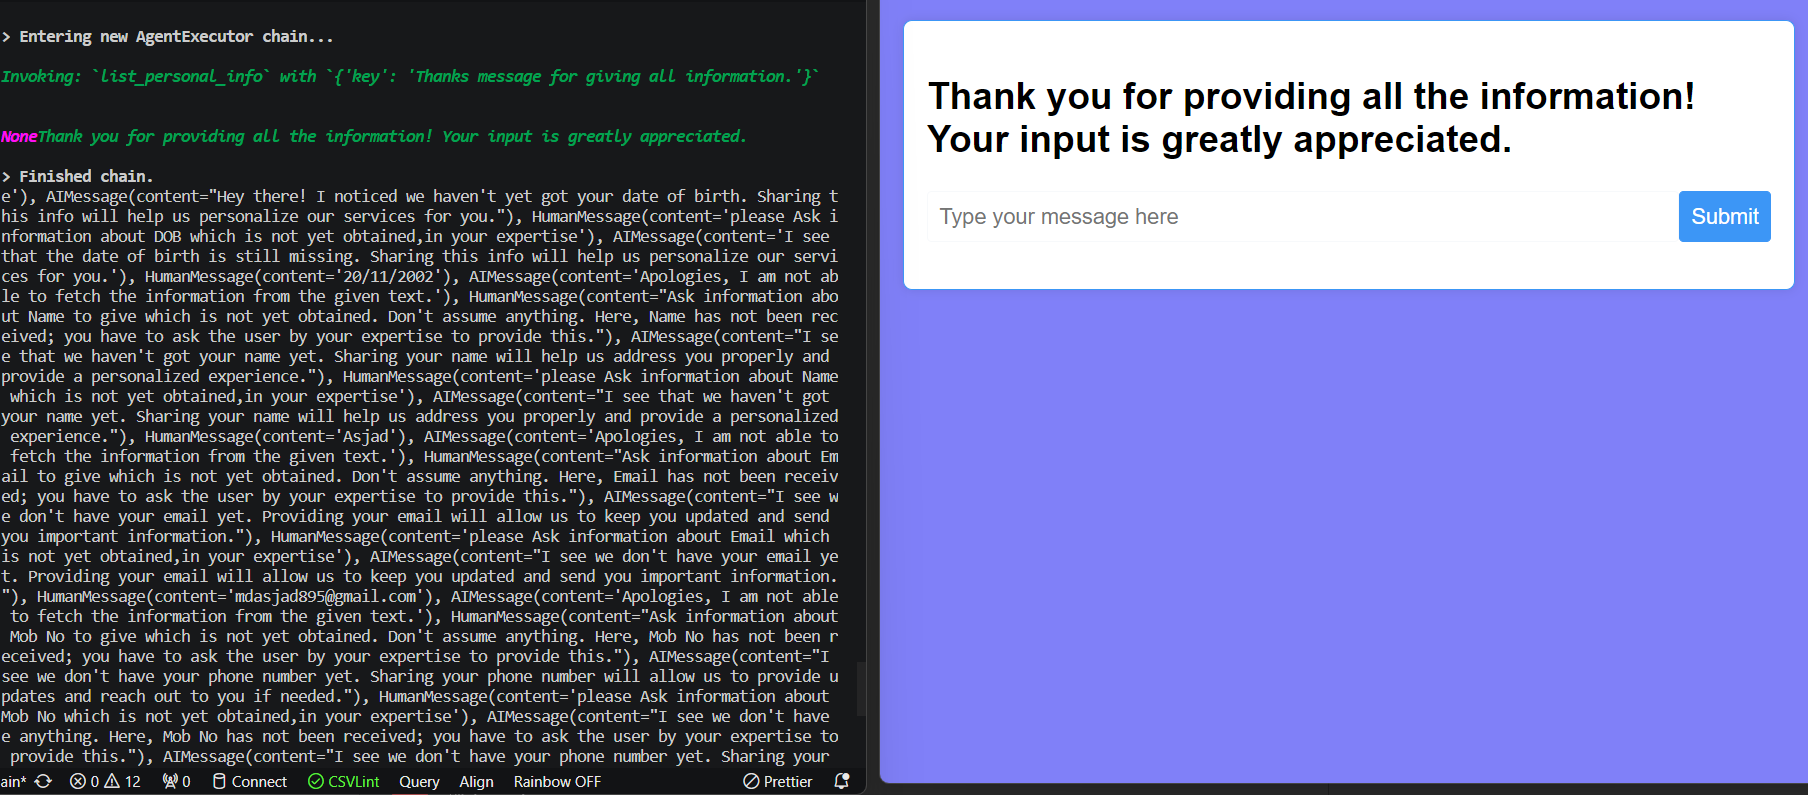 > Entering new AgentExecutor chain...
Invoking: `list_personal_info` with `{'key': 'Thanks message for giving all information.'}`
NoneThank you for providing all the information! Your input is greatly appreciated.
> Finished chain.
e'), AIMessage(content="Hey there! I noticed we haven't yet got your date of birth. Sharing t
his info will help us personalize our services for you."), HumanMessage(content='please Ask i
nformation about DOB which is not yet obtained,in your expertise'), AIMessage(content='I see
that the date of birth is still missing. Sharing this info will help us personalize our servi
ces for you.'), HumanMessage(content='20/11/2002'), AIMessage(content='Apologies, I am not ab
le to fetch the information from the given text.'), HumanMessage(content="Ask information abo
ut Name to give which is not yet obtained. Don't assume anything. Here, Name has not been rec
eived; you have to ask the user by your expertise to provide this."), AIMessage(content="I se
e that we haven't got your name yet. Sharing your name will help us address you properly and
provide a personalized experience."), HumanMessage(content='please Ask information about Name
which is not yet obtained,in your expertise'), AIMessage(content="I see that we haven't got
your name yet. Sharing your name will help us address you properly and provide a personalized
experience."), HumanMessage(content='Asjad'), AIMessage(content='Apologies, I am not able to
fetch the information from the given text.'), HumanMessage(content="Ask information about Em
ail to give which is not yet obtained. Don't assume anything. Here, Email has not been receiv
ed; you have to ask the user by your expertise to provide this."), AIMessage(content="I see w
e don't have your email yet. Providing your email will allow us to keep you updated and send
you important information."), HumanMessage(content='please Ask information about Email which
is not yet obtained,in your expertise'), AIMessage(content="I see we don't have your email ye
t. Providing your email will allow us to keep you updated and send you important information.
"), HumanMessage(content='mdasjad895@gmail.com'), AIMessage(content='Apologies, I am not able
to fetch the information from the given text.'), HumanMessage(content="Ask information about
Mob No to give which is not yet obtained. Don't assume anything. Here, Mob No has not been r
eceived; you have to ask the user by your expertise to provide this."), AIMessage(content="I
see we don't have your phone number yet. Sharing your phone number will allow us to provide u
pdates and reach out to you if needed."), HumanMessage(content='please Ask information about
Mob No which is not yet obtained,in your expertise'), AIMessage(content="I see we don't have
e anything. Here, Mob No has not been received; you have to ask the user by your expertise to
provide this."), AIMessage(content="I see we don't have your phone number yet. Sharing your
ain* 0 12 0 Connect CSVLint Query Align Rainbow OFF Prettier
Thank you for providing all the information!
Your input is greatly appreciated.
Type your message here
Submit